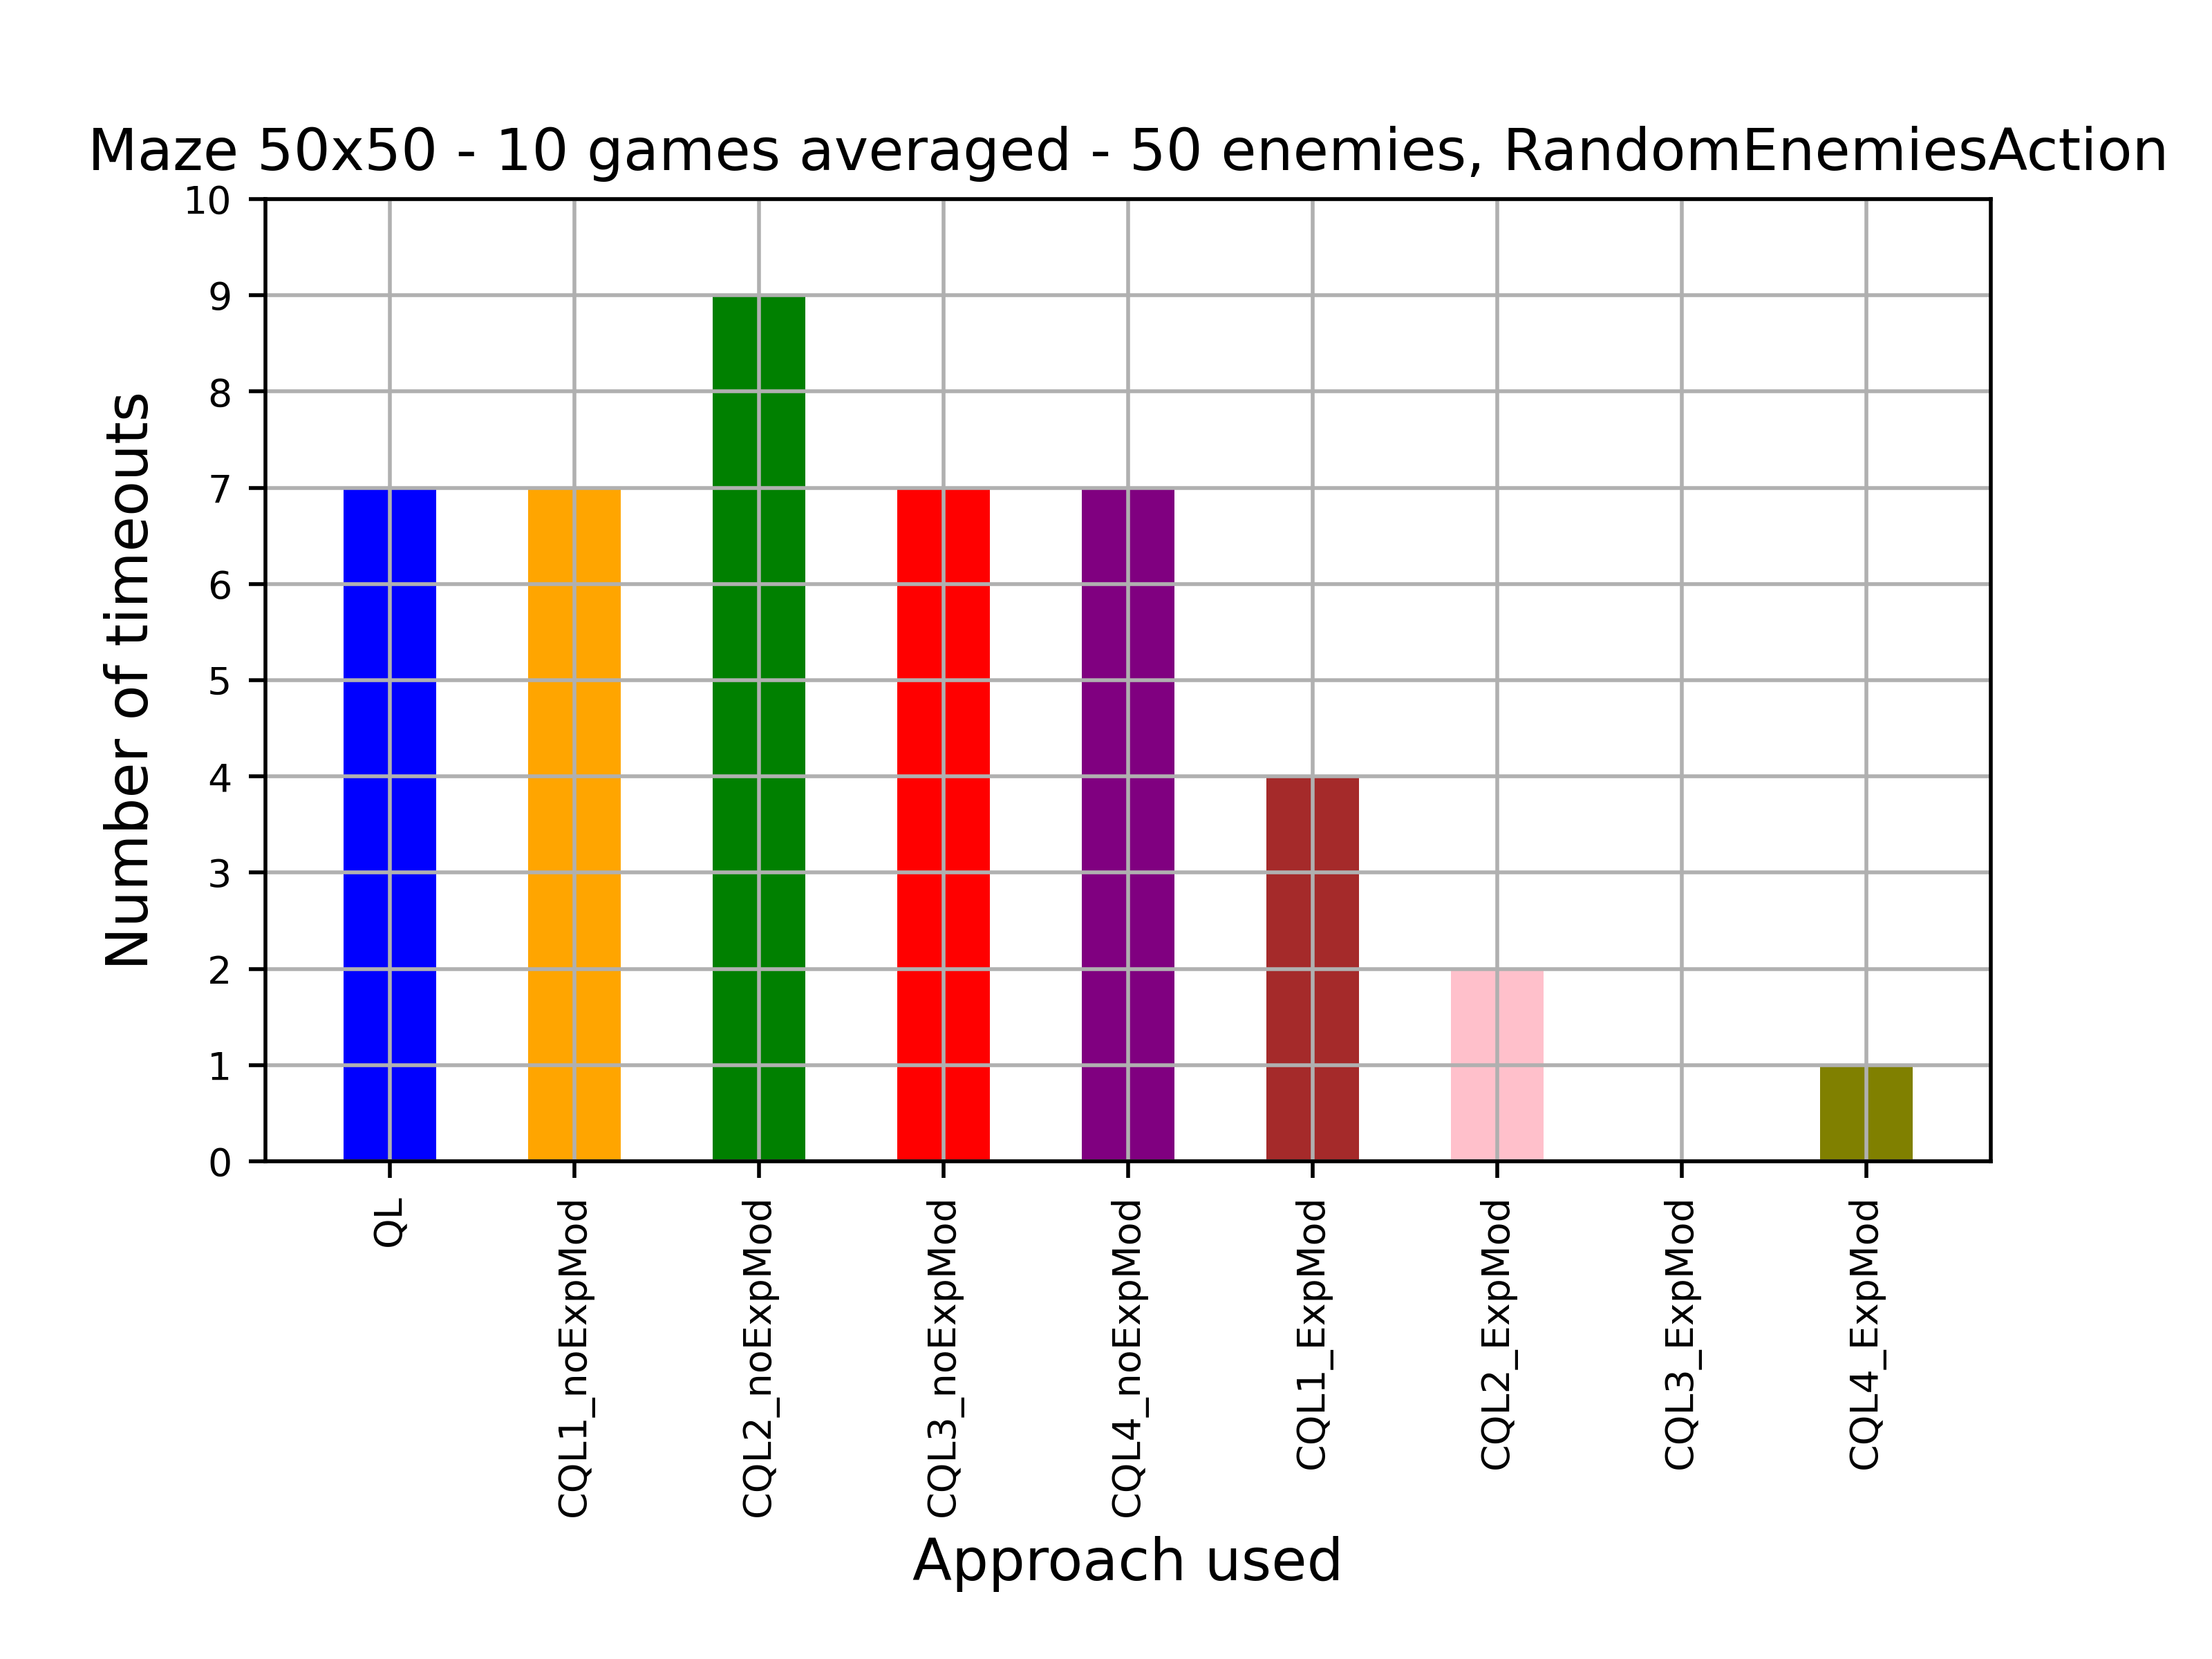 Maze 50x50 - 10 games averaged - 50 enemies, RandomEnemiesAction
Number of timeouts
10
9
8
7
6
5
4
3
2
1
0
QL
CQL1_noExpMod
CQL2_noExpMod
CQL3_noExpMod
CQL4_noExpMod
CQL1_ExpMod
CQL2_ExpMod
CQL3_ExpMod
CQL4_ExpMod
Approach used